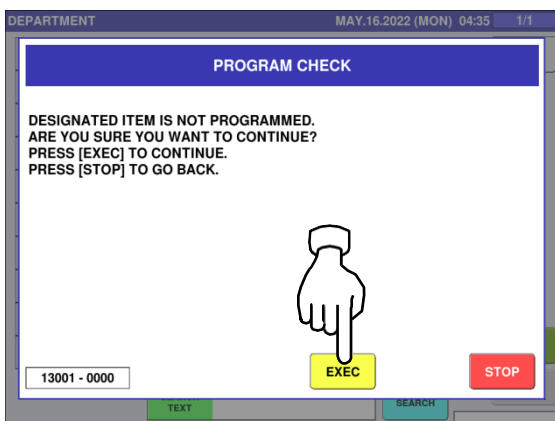 DEPARTMENT MAY.16.2022 (MON) 04:35 1/1
PROGRAM CHECK
DESIGNATED ITEM IS NOT PROGRAMMED.
ARE YOU SURE YOU WANT TO CONTINUE?
PRESS [EXEC] TO CONTINUE.
PRESS [STOP] TO GO BACK.
EXEC
STOP
13001 - 0000
TEXT
SEARCH